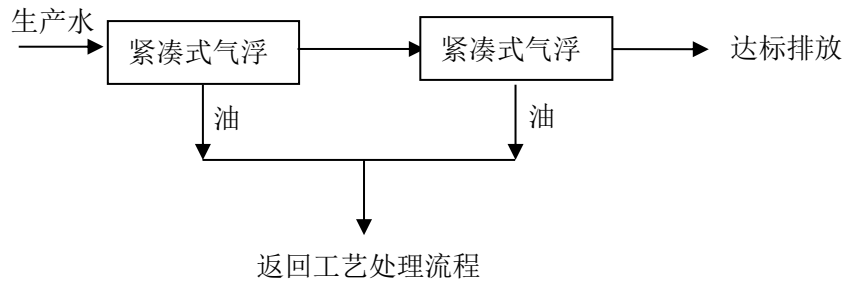 生产水
紧凑式气浮
紧凑式气浮
达标排放
油
油
返回工艺处理流程